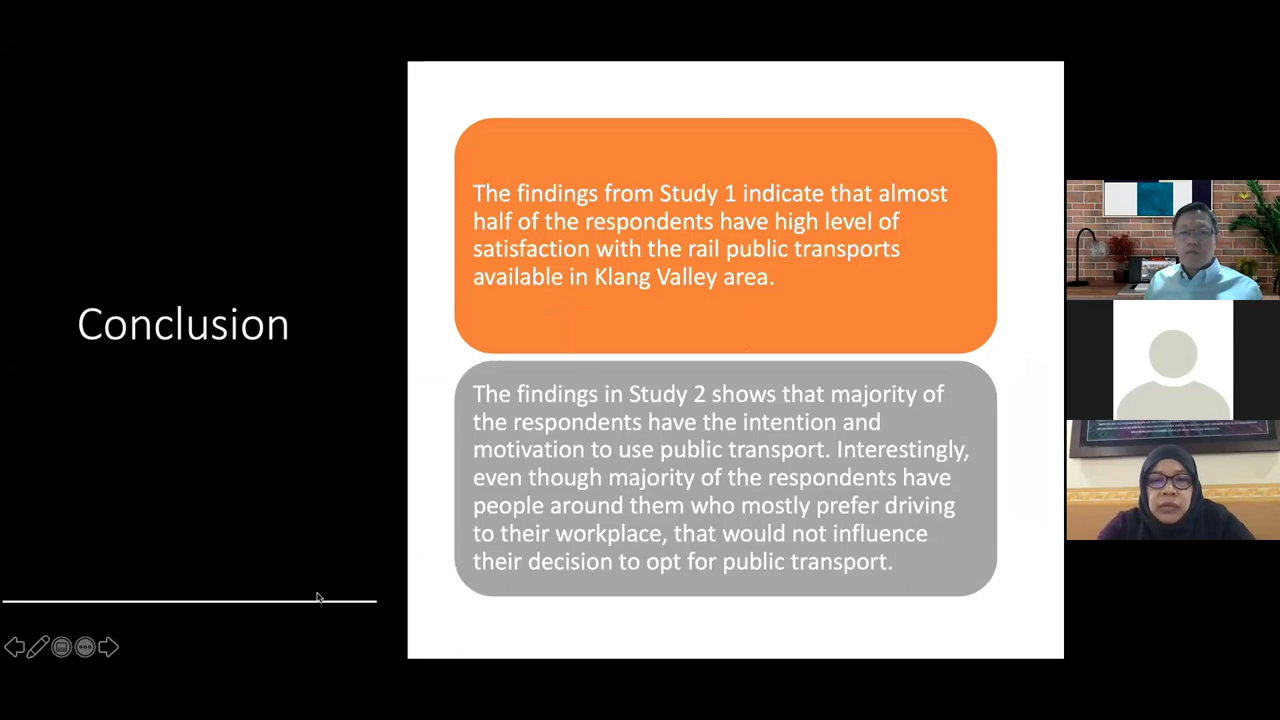 Conclusion
The findings from Study 1 indicate that almost
half of the respondents have high level of
satisfaction with the rail public transports
available in Klang Valley area.
The findings in Study 2 shows that majority of
the respondents have the intention and
motivation to use public transport. Interestingly,
even though majority of the respondents have
people around them who mostly prefer driving
to their workplace, that would not influence
their decision to opt for public transport.